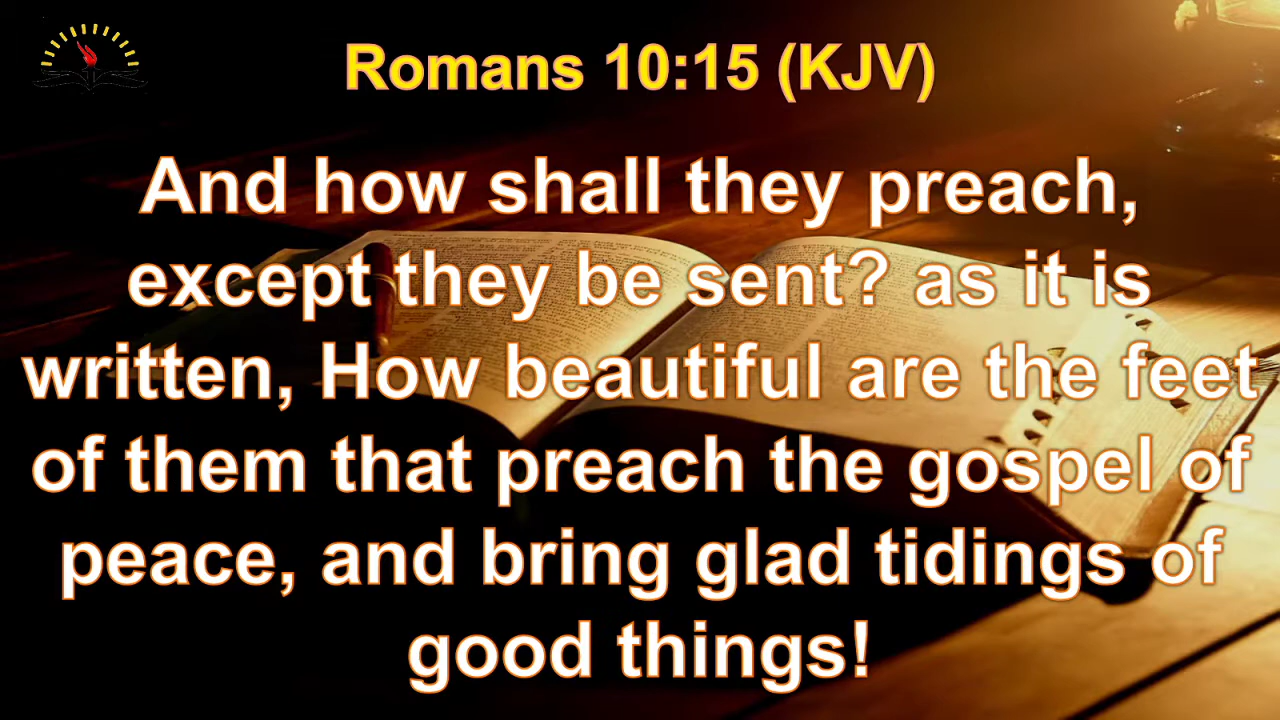 Romans 10:15 (KJV)
And how shall they preach,
except they be sent? as it is
written, How beautiful are the feet
of them that preach the gospel of
peace, and bring glad tidings of
good things!